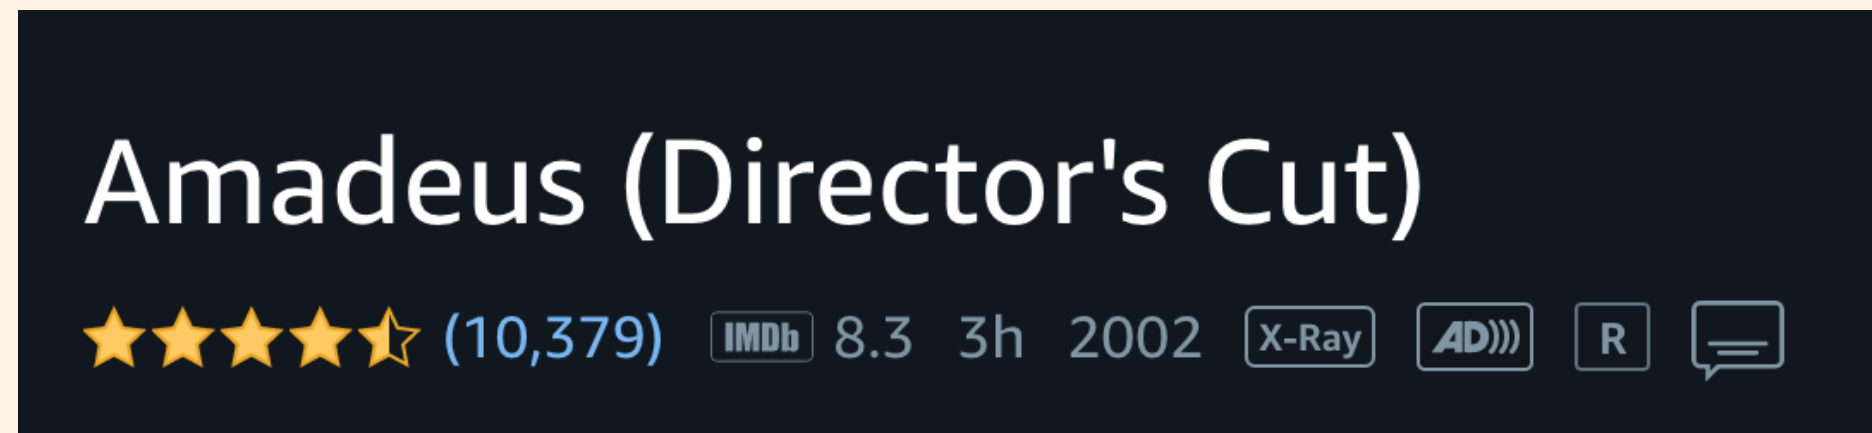 Amadeus (Director's Cut)
(10,379) IMDb 8.3 3h 2002 X-Ray AD))) R